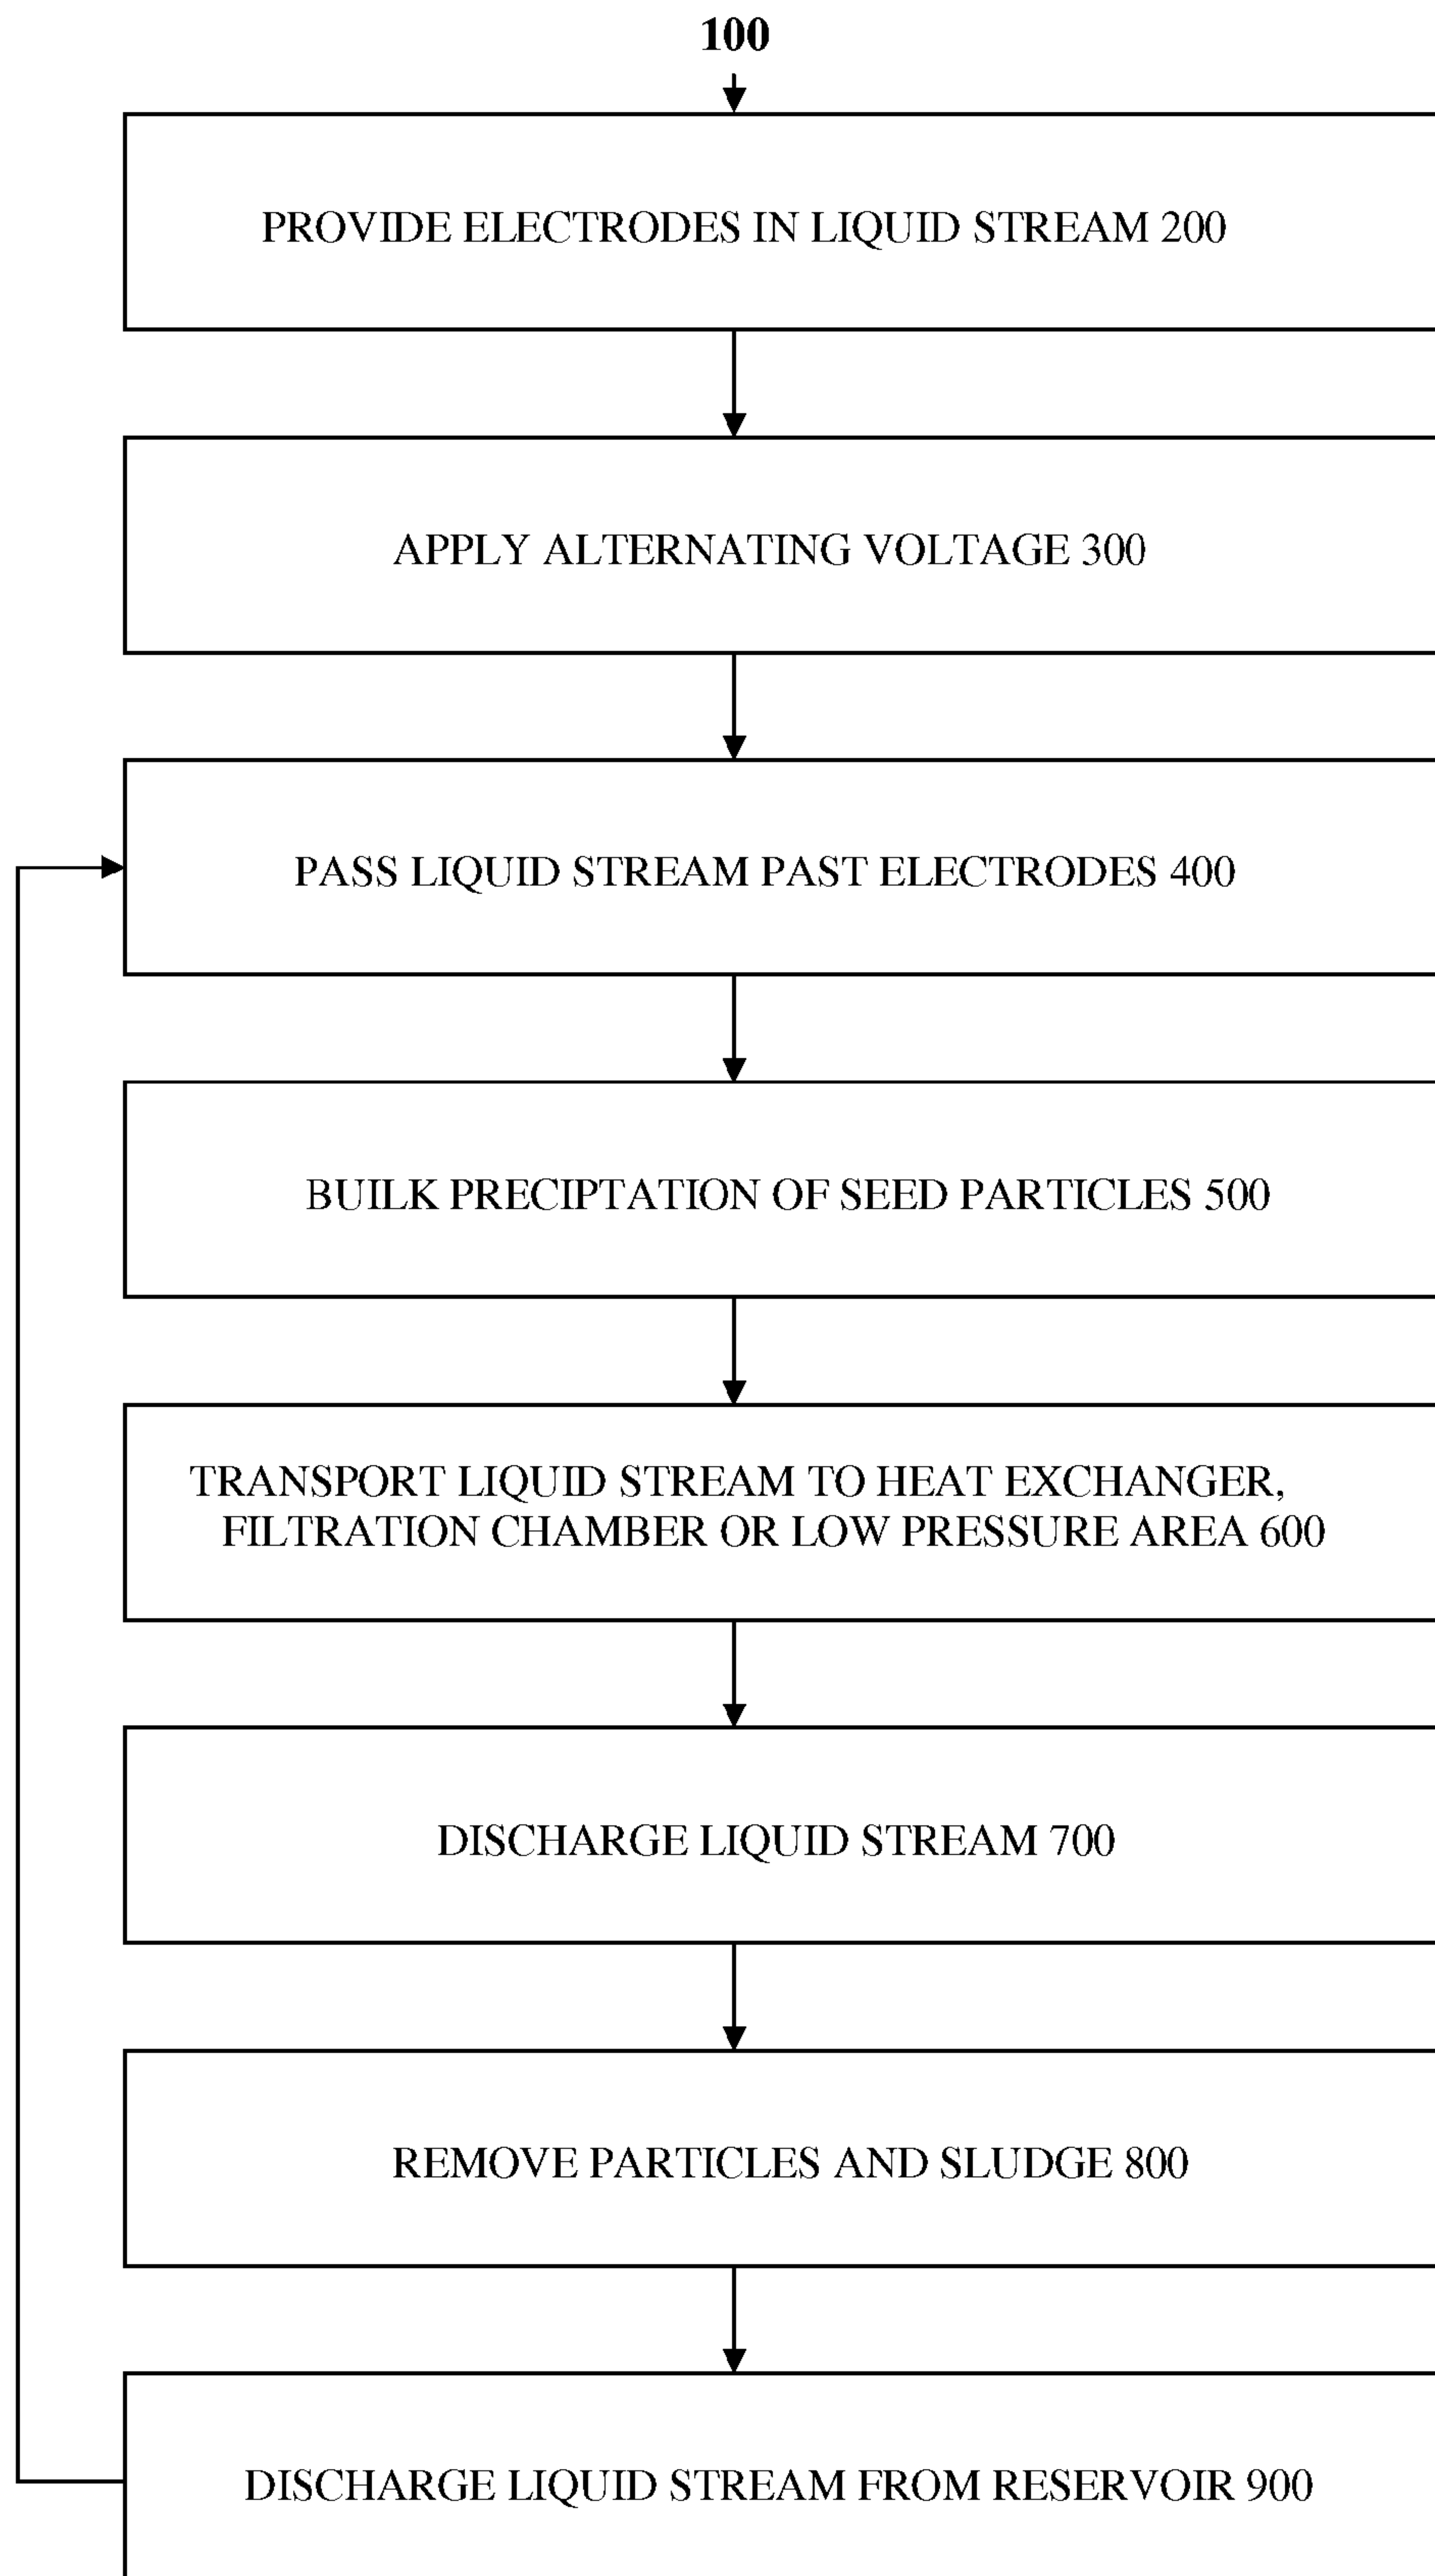 100
PROVIDE ELECTRODES IN LIQUID STREAM 200
APPLY ALTERNATING VOLTAGE 300
PASS LIQUID STREAM PAST ELECTRODES 400
BUILK PRECIPTATION OF SEED PARTICLES 500
TRANSPORT LIQUID STREAM TO HEAT EXCHANGER,
FILTRATION CHAMBER OR LOW PRESSURE AREA 600
DISCHARGE LIQUID STREAM 700
REMOVE PARTICLES AND SLUDGE 800
DISCHARGE LIQUID STREAM FROM RESERVOIR 900